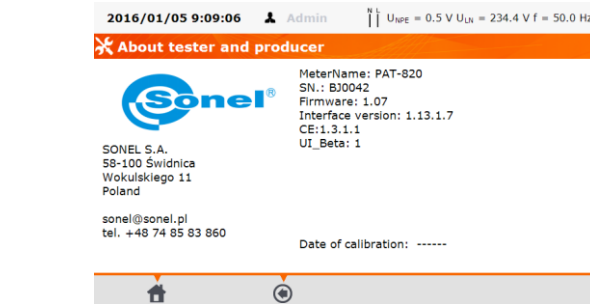 2016/01/05 9:09:06 Admin N L U_NPE = 0.5 V U_LN = 234.4 V f = 50.0 Hz
About tester and producer
Sonel®
SONEL S.A.
58-100 Świdnica
Wokulskiego 11
Poland
sonel@sonel.pl
tel. +48 74 85 83 860
MeterName: PAT-820
SN.: BJ0042
Firmware: 1.07
Interface version: 1.13.1.7
CE:1.3.1.1
UI_Beta: 1
Date of calibration: ------